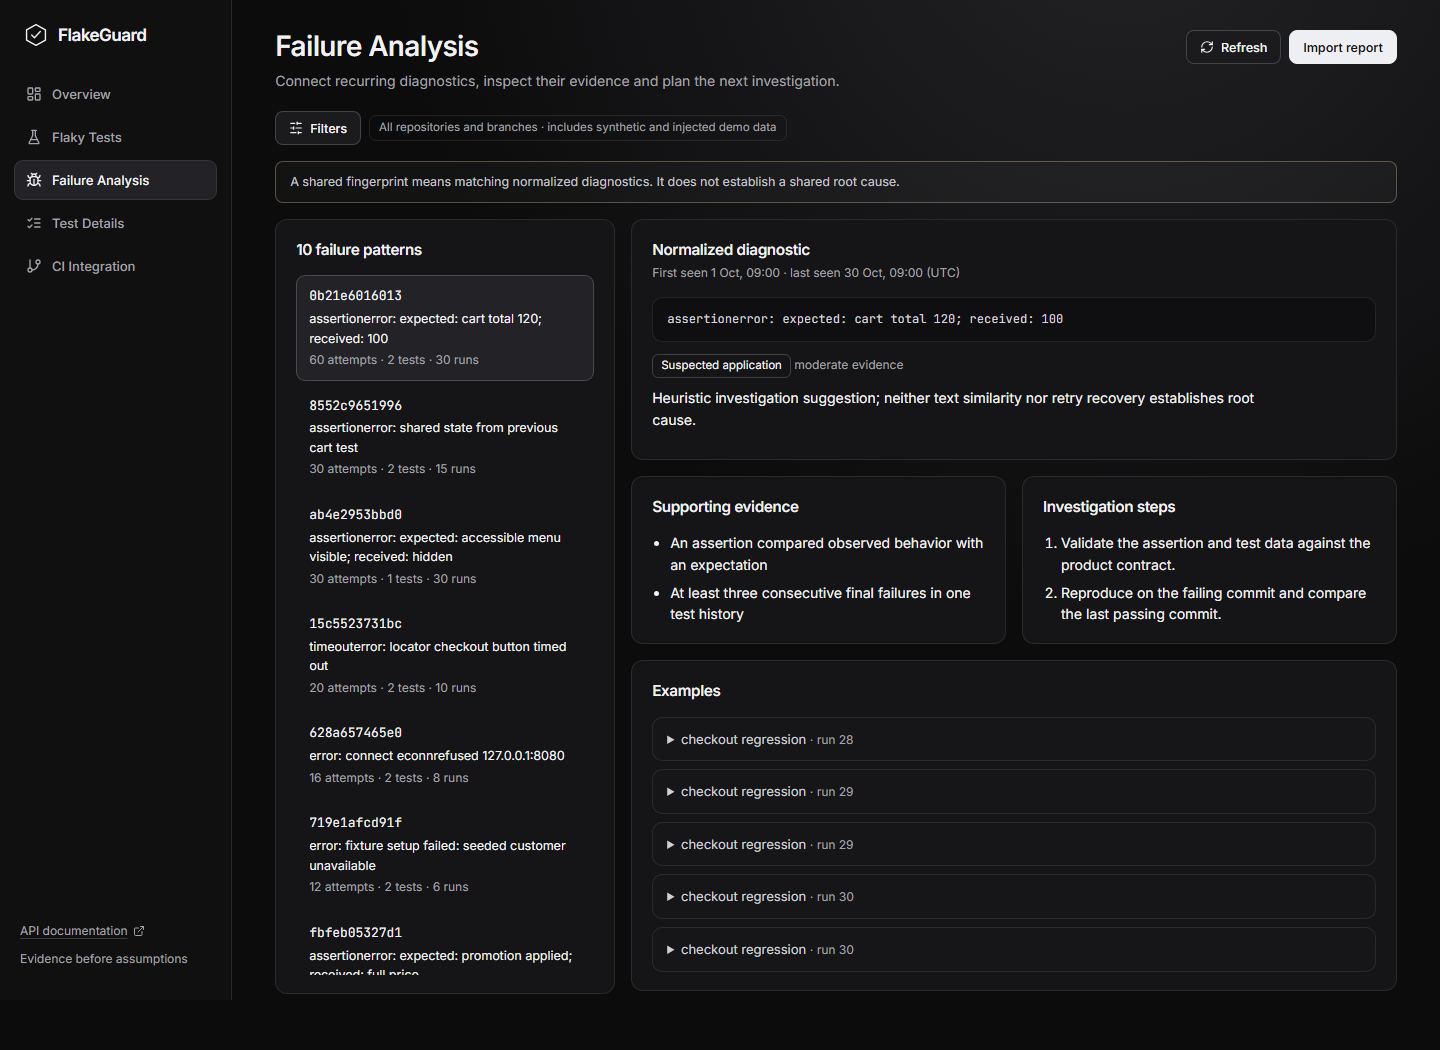 FlakeGuard
Overview
Flaky Tests
Failure Analysis
Test Details
CI Integration
API documentation
Evidence before assumptions
Failure Analysis
Connect recurring diagnostics, inspect their evidence and plan the next investigation.
Refresh
Import report
Filters
All repositories and branches · includes synthetic and injected demo data
A shared fingerprint means matching normalized diagnostics. It does not establish a shared root cause.
10 failure patterns
0b21e6016013
assertionerror: expected: cart total 120;
received: 100
60 attempts · 2 tests · 30 runs
8552c9651996
assertionerror: shared state from previous
cart test
30 attempts · 2 tests · 15 runs
ab4e2953bbd0
assertionerror: expected: accessible menu
visible; received: hidden
30 attempts · 1 tests · 30 runs
15c5523731bc
timeouterror: locator checkout button timed
out
20 attempts · 2 tests · 10 runs
628a657465e0
error: connect econnrefused 127.0.0.1:8080
16 attempts · 2 tests · 8 runs
719e1afcd91f
error: fixture setup failed: seeded customer
unavailable
12 attempts · 2 tests · 6 runs
fbfeb05327d1
assertionerror: expected: promotion applied;
received: full price
Normalized diagnostic
First seen 1 Oct, 09:00 · last seen 30 Oct, 09:00 (UTC)
assertionerror: expected: cart total 120; received: 100
Suspected application moderate evidence
Heuristic investigation suggestion; neither text similarity nor retry recovery establishes root
cause.
Supporting evidence
• An assertion compared observed behavior with
an expectation
• At least three consecutive final failures in one
test history
Investigation steps
1. Validate the assertion and test data against the
product contract.
2. Reproduce on the failing commit and compare
the last passing commit.
Examples
checkout regression · run 28
checkout regression · run 29
checkout regression · run 29
checkout regression · run 30
checkout regression · run 30